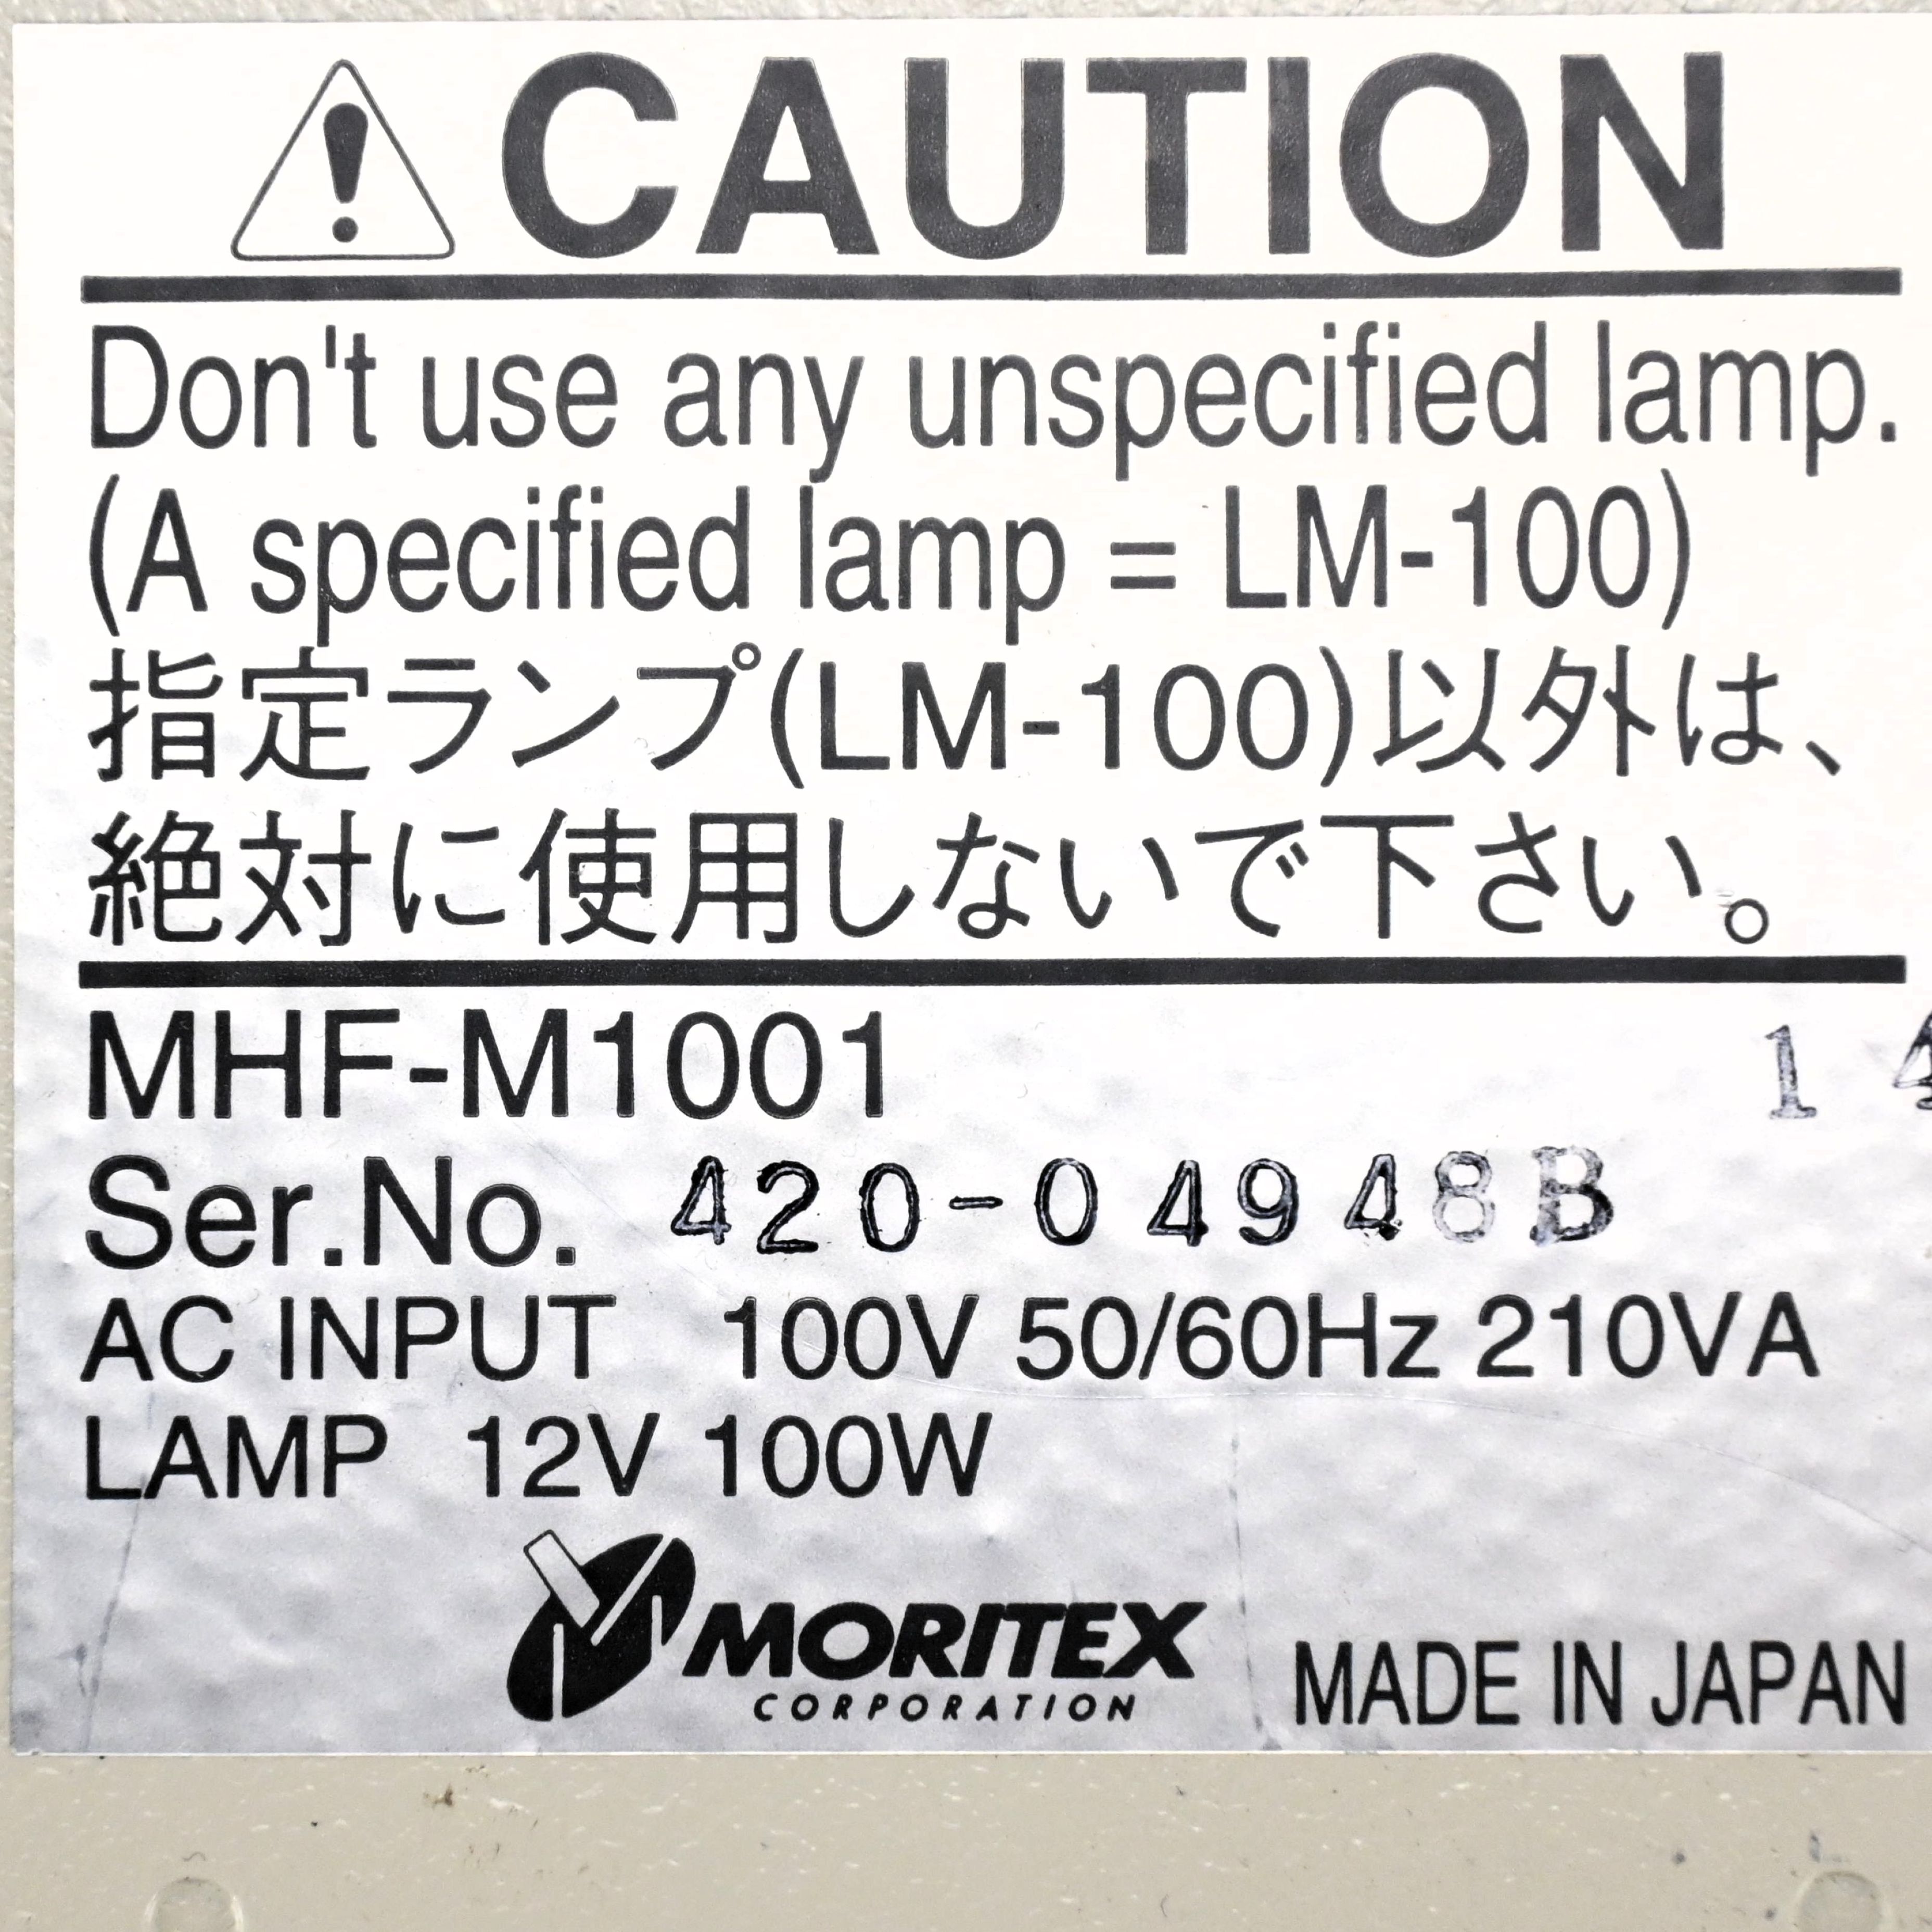 CAUTION
Don't use any unspecified lamp.
(A specified lamp = LM-100)
指定ランプ(LM-100)以外は、
絶対に使用しないで下さい。
MHF-M1001 1 4
Ser.No. 420-04948B
AC INPUT 100V 50/60Hz 210VA
LAMP 12V 100W
MORITEX
CORPORATION
MADE IN JAPAN